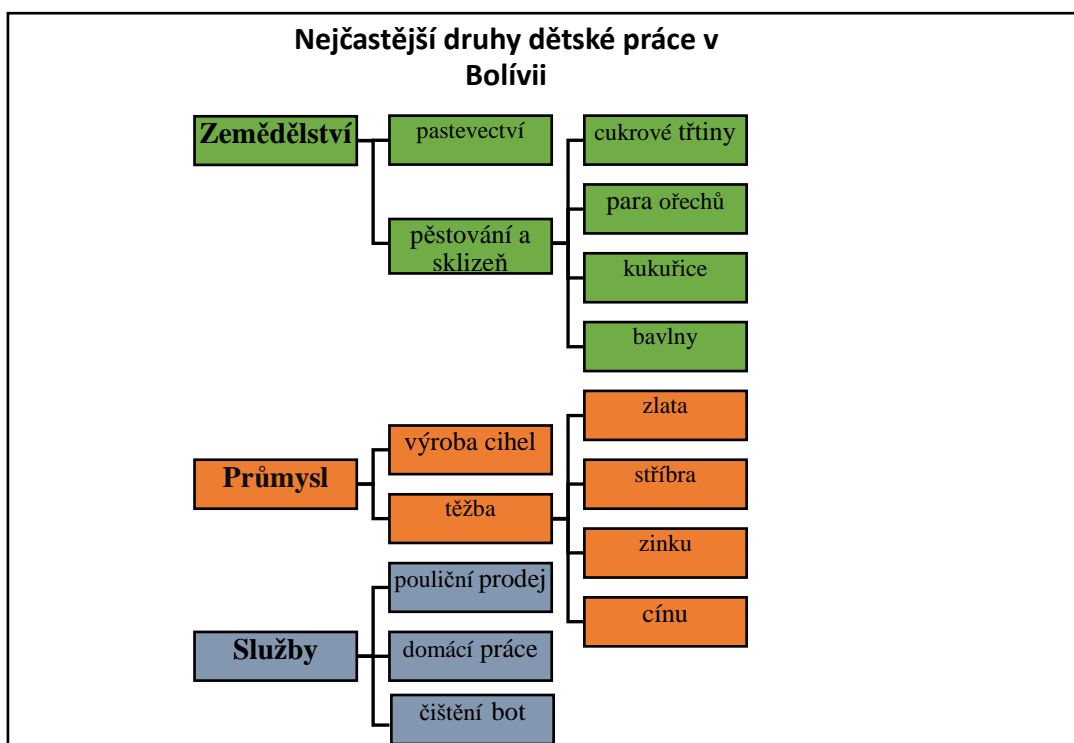 Nejčastější druhy dětské práce v
Bolívii
Zemědělství
pastevectví
pěstování a
sklizeň
cukrové třtiny
para ořechů
kukuřice
bavlny
Průmysl
výroba cihel
těžba
zlata
stříbra
zinku
cínu
Služby
pouliční prodej
domácí práce
čištění bot